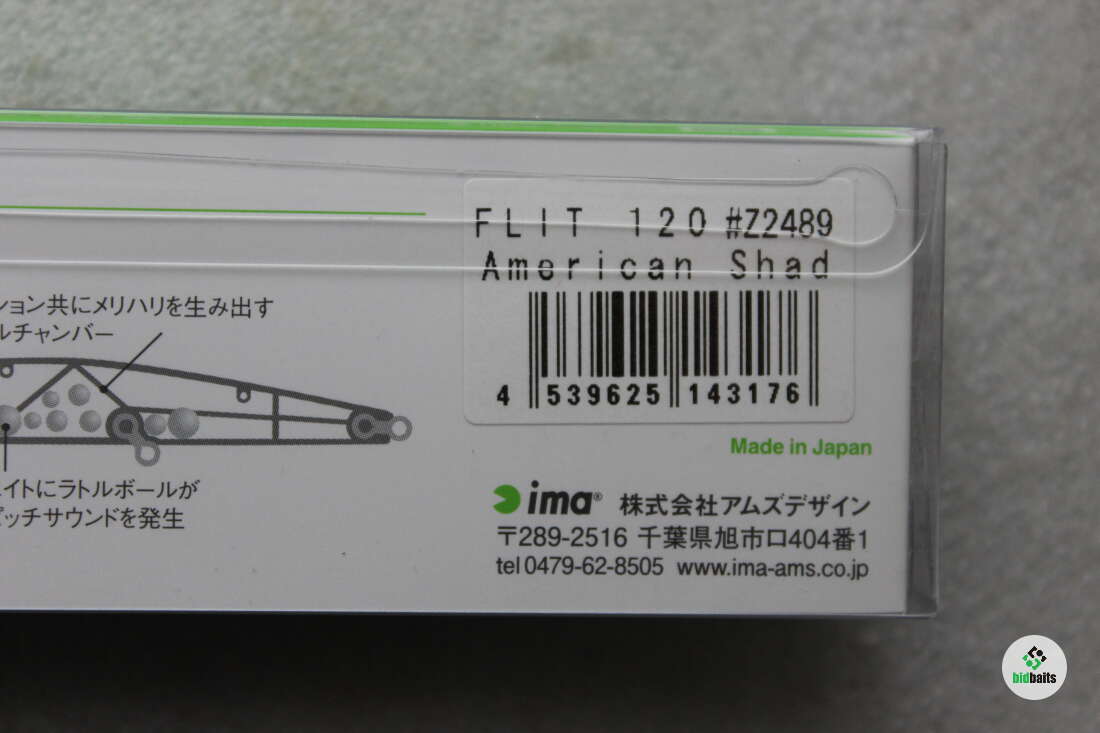 FLIT 120 #Z2489
American Shad
ション共にメリハリを生み出す
ルチャンバー
4 539625 143176
Made in Japan
エイトにラトルボールが
ピッチサウンドを発生
ima® 株式会社アムズデザイン
〒289-2516 千葉県旭市ロ404番1
tel 0479-62-8505 www.ima-ams.co.jp
bidbaits